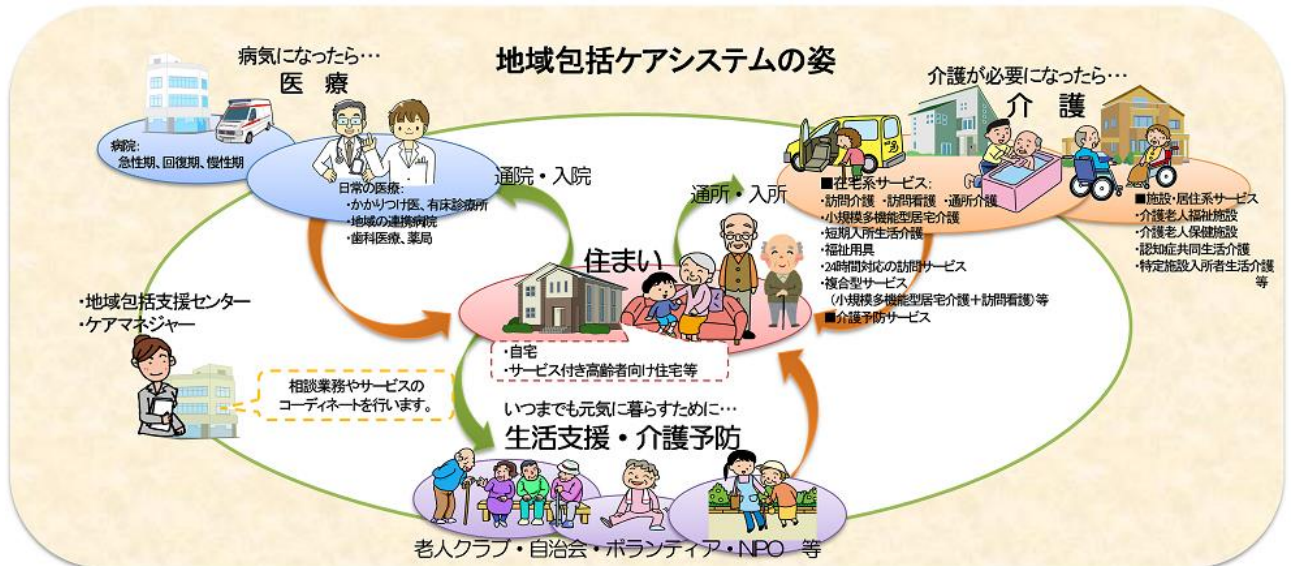 地域包括ケアシステムの姿
病気になったら･･･
医 療
病院:
急性期、回復期、慢性期
日常の医療:
・かかりつけ医、有床診療所
・地域の連携病院
・歯科医療、薬局
通院・入院
通所・入所
介護が必要になったら･･･
介 護
■在宅系サービス:
・訪問介護 ・訪問看護 ・通所介護
・小規模多機能型居宅介護
・短期入所生活介護
・福祉用具
・24時間対応の訪問サービス
・複合型サービス
（小規模多機能型居宅介護＋訪問看護）等
■介護予防サービス
■施設・居住系サービス
・介護老人福祉施設
・介護老人保健施設
・認知症共同生活介護
・特定施設入所者生活介護
等
住まい
・自宅
・サービス付き高齢者向け住宅等
・地域包括支援センター
・ケアマネジャー
相談業務やサービスの
コーディネートを行います。
いつまでも元気に暮らすために･･･
生活支援・介護予防
老人クラブ・自治会・ボランティア・NPO 等